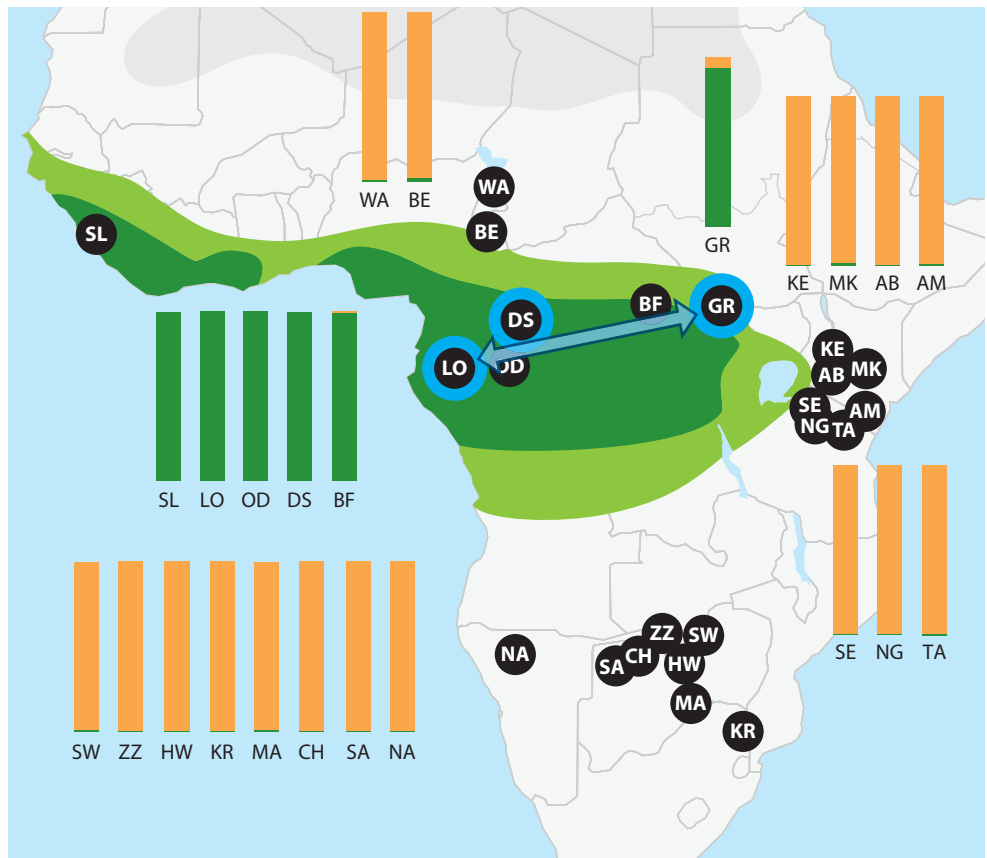 WA BE
GR
KE MK AB AM
WA
BE
SL
BF
GR
DS
LO
OD
KE
AB
MK
SE
AM
NG
TA
SL LO OD DS BF
SE NG TA
SW ZZ HW KR MA CH SA NA
NA
ZZ
SW
CH
SA
HW
MA
KR